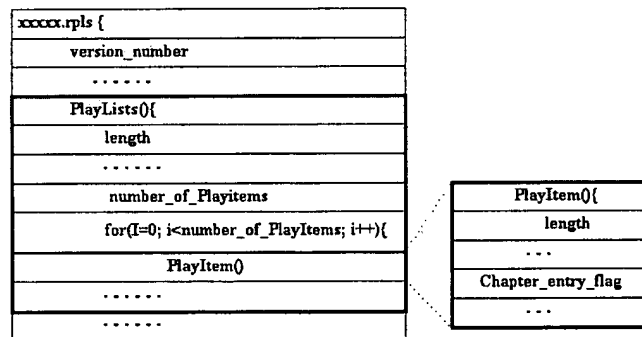 xxxxx.rpls {
version_number
......
PlayLists(){
length
......
number_of_Playitems
for(I=0; i<number_of_PlayItems; i++){
PlayItem()
......
......
PlayItem(){
length
...
Chapter_entry_flag
...